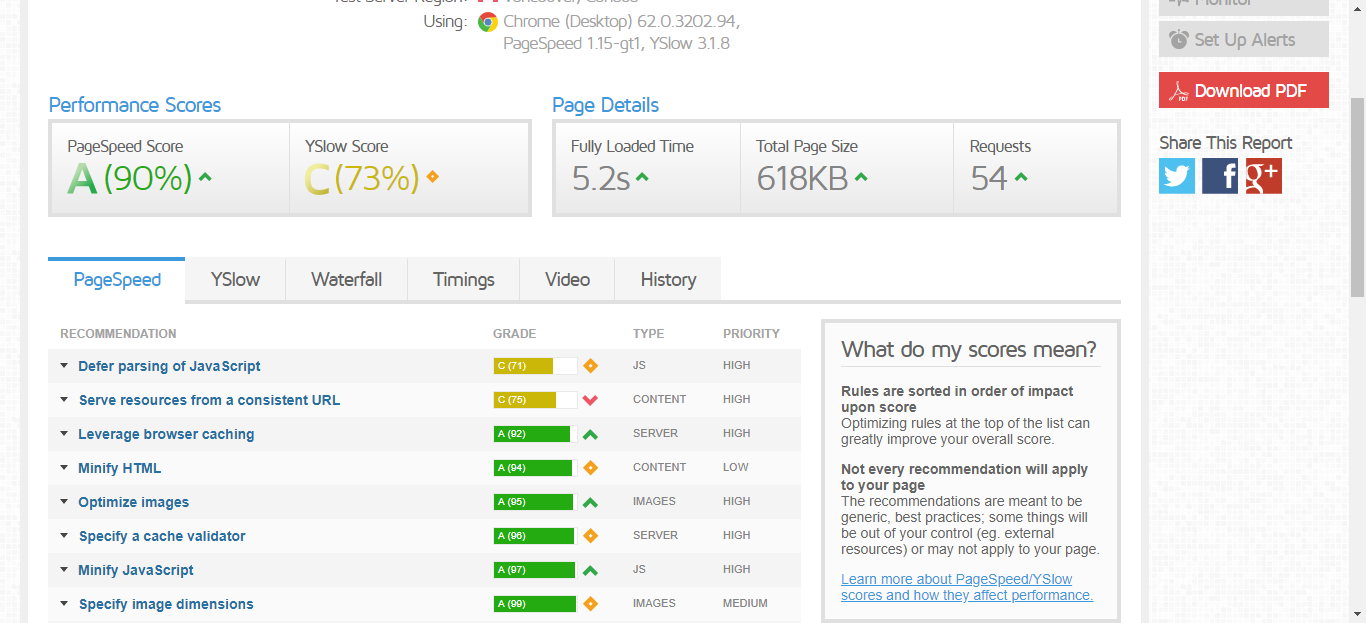 Test Server Region: Vancouver, Canada
Using: Chrome (Desktop) 62.0.3202.94,
PageSpeed 1.15-gt1, YSlow 3.1.8
Monitor
Set Up Alerts
PDF Download PDF
Share This Report
Performance Scores
PageSpeed Score
A (90%)
YSlow Score
C (73%)
Page Details
Fully Loaded Time
5.2s
Total Page Size
618KB
Requests
54
PageSpeed YSlow Waterfall Timings Video History
RECOMMENDATION GRADE TYPE PRIORITY
Defer parsing of JavaScript C (71) JS HIGH
Serve resources from a consistent URL C (75) CONTENT HIGH
Leverage browser caching A (92) SERVER HIGH
Minify HTML A (94) CONTENT LOW
Optimize images A (95) IMAGES HIGH
Specify a cache validator A (96) SERVER HIGH
Minify JavaScript A (97) JS HIGH
Specify image dimensions A (99) IMAGES MEDIUM
What do my scores mean?
Rules are sorted in order of impact
upon score
Optimizing rules at the top of the list can
greatly improve your overall score.
Not every recommendation will apply
to your page
The recommendations are meant to be
generic, best practices; some things will
be out of your control (eg. external
resources) or may not apply to your page.
Learn more about PageSpeed/YSlow
scores and how they affect performance.